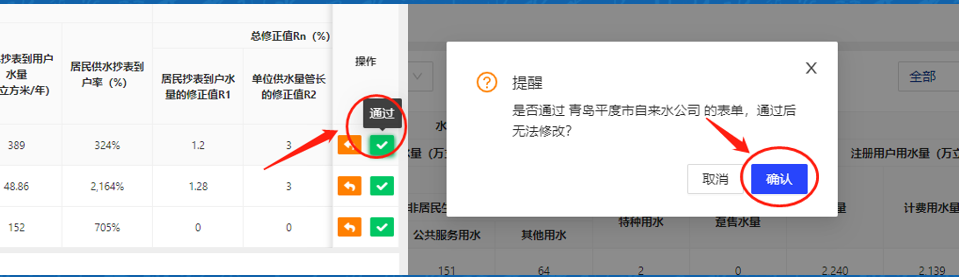 总修正值Rn（%）
抄表到用户
水量
立方米/年）
居民供水抄表到
户率（%）
居民抄表到户水
量的修正值R1
单位供水量管长
的修正值R2
操作
通过
389 324% 1.2 3
48.86 2,164% 1.28 3
152 705% 0 0
全部
提醒
是否通过 青岛平度市自来水公司 的表单，通过后
无法修改?
取消 确认
水
水量（万立
注册用户用水量（万立
非居民生
特种用水
趸售水量
量
计费用水量
公共服务用水 其他用水
151 64 2 0 2,240 2,139